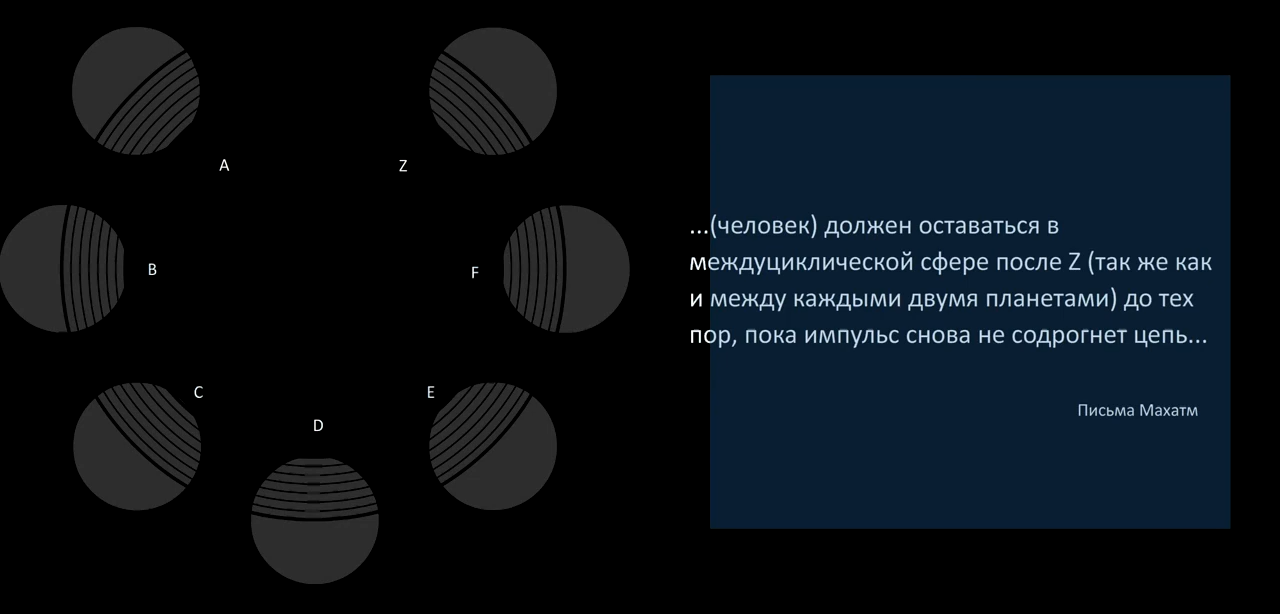 A
Z
B
F
C
E
D
...(человек) должен оставаться в
междуциклической сфере после Z (так же как
и между каждыми двумя планетами) до тех
пор, пока импульс снова не содрогнет цепь...
Письма Махатм